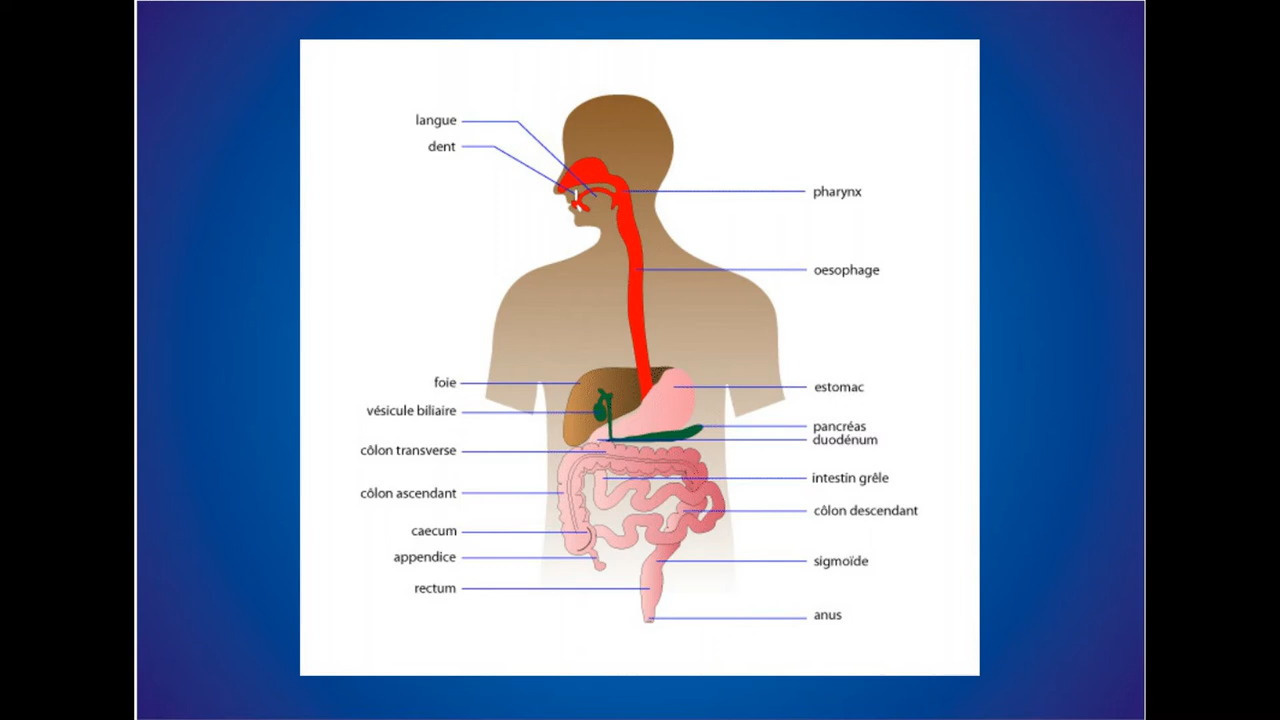 langue
dent
pharynx
oesophage
foie
estomac
vésicule biliaire
pancréas
duodénum
côlon transverse
intestin grêle
côlon ascendant
côlon descendant
caecum
appendice
sigmoïde
rectum
anus